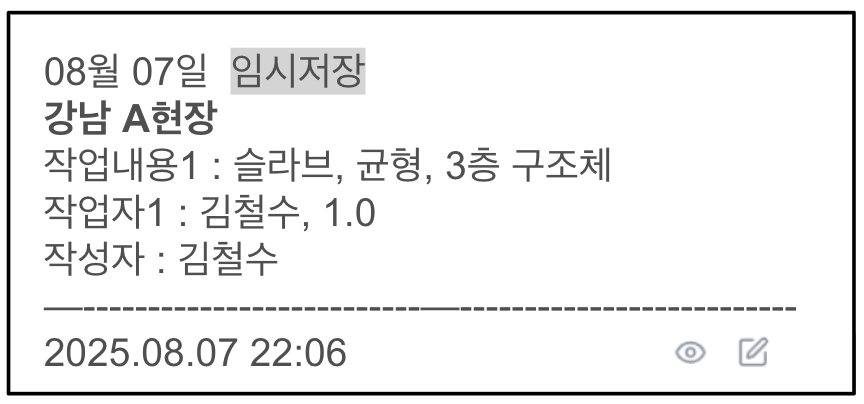 08월 07일 임시저장
강남 A현장
작업내용1 : 슬라브, 균형, 3층 구조체
작업자1 : 김철수, 1.0
작성자 : 김철수
—--------------------------—--------------------------
2025.08.07 22:06